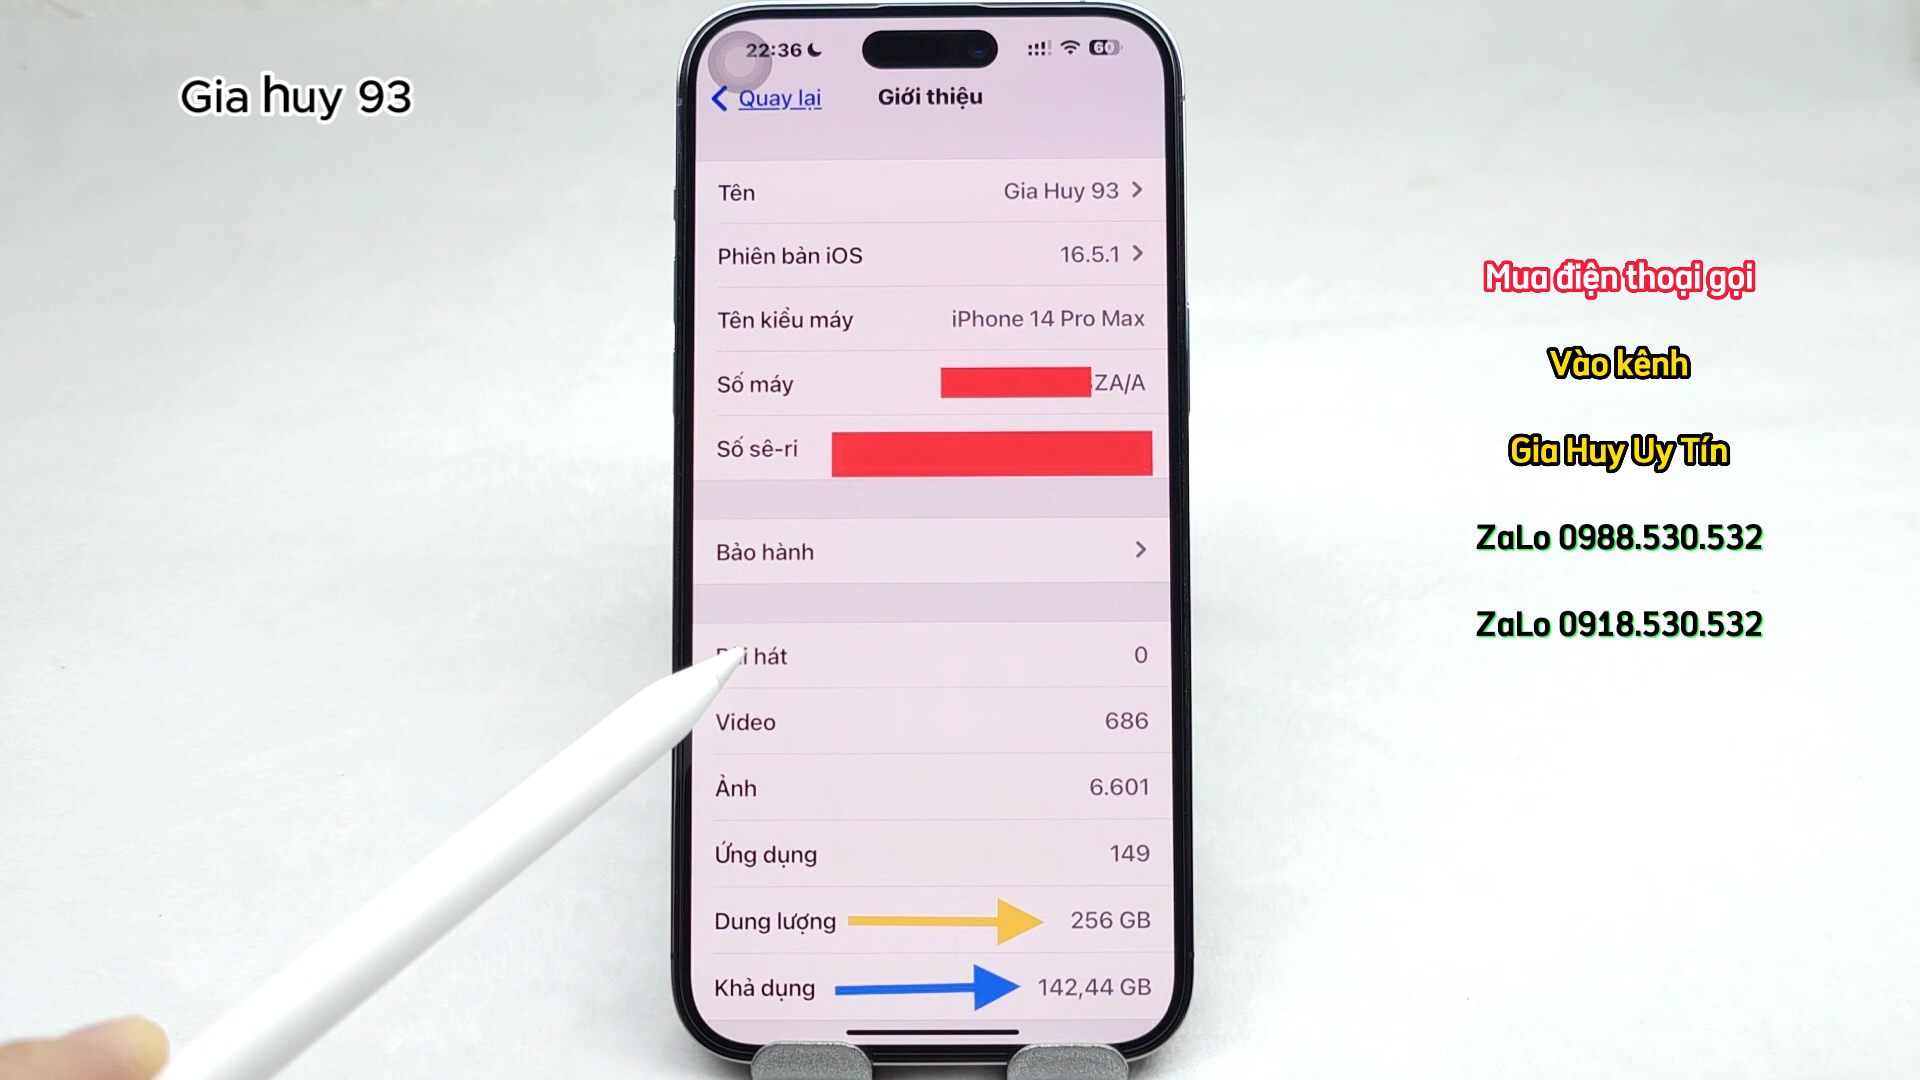 Gia huy 93
22:36
60
Quay lại
Giới thiệu
Tên
Gia Huy 93
Phiên bản iOS
16.5.1
Tên kiểu máy
iPhone 14 Pro Max
Số máy
ZA/A
Số sê-ri
Bảo hành
hát
0
Video
686
Ảnh
6.601
Ứng dụng
149
Dung lượng
256 GB
Khả dụng
142,44 GB
Mua điện thoại gọi
Vào kênh
Gia Huy Uy Tín
ZaLo 0988.530.532
ZaLo 0918.530.532